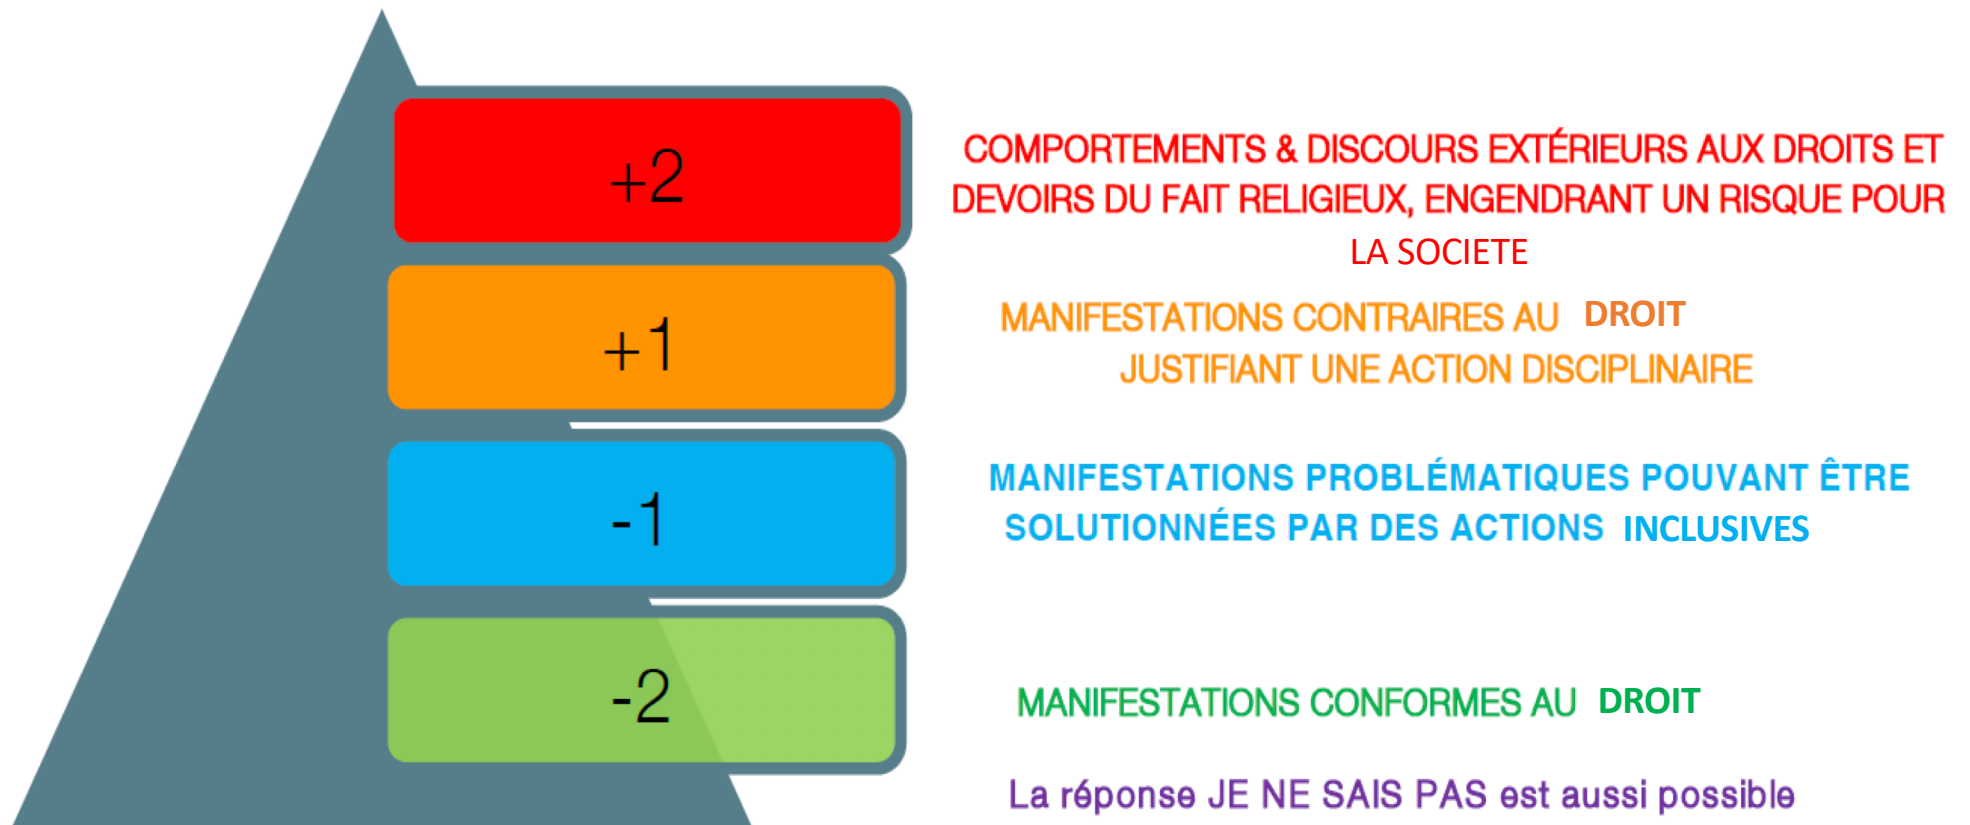 +2
COMPORTEMENTS & DISCOURS EXTÉRIEURS AUX DROITS ET
DEVOIRS DU FAIT RELIGIEUX, ENGENDRANT UN RISQUE POUR
LA SOCIETE
+1
MANIFESTATIONS CONTRAIRES AU DROIT
JUSTIFIANT UNE ACTION DISCIPLINAIRE
-1
MANIFESTATIONS PROBLÉMATIQUES POUVANT ÊTRE
SOLUTIONNÉES PAR DES ACTIONS INCLUSIVES
-2
MANIFESTATIONS CONFORMES AU DROIT
La réponse JE NE SAIS PAS est aussi possible